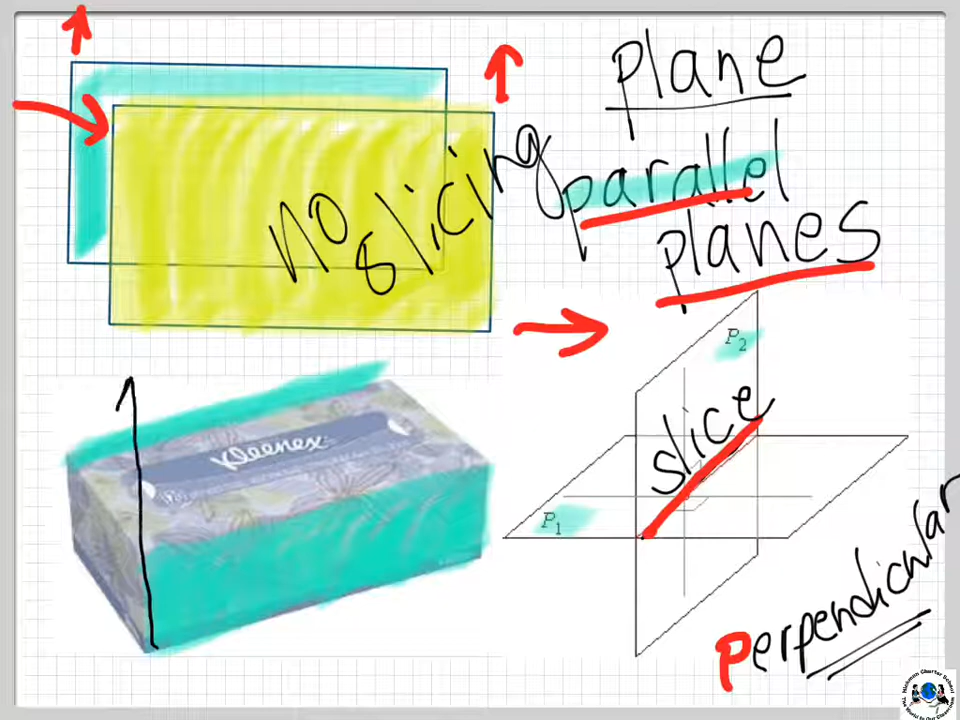 plane
parallel
planes
no slicing
P2
slice
P1
Kleenex
Perpendicular